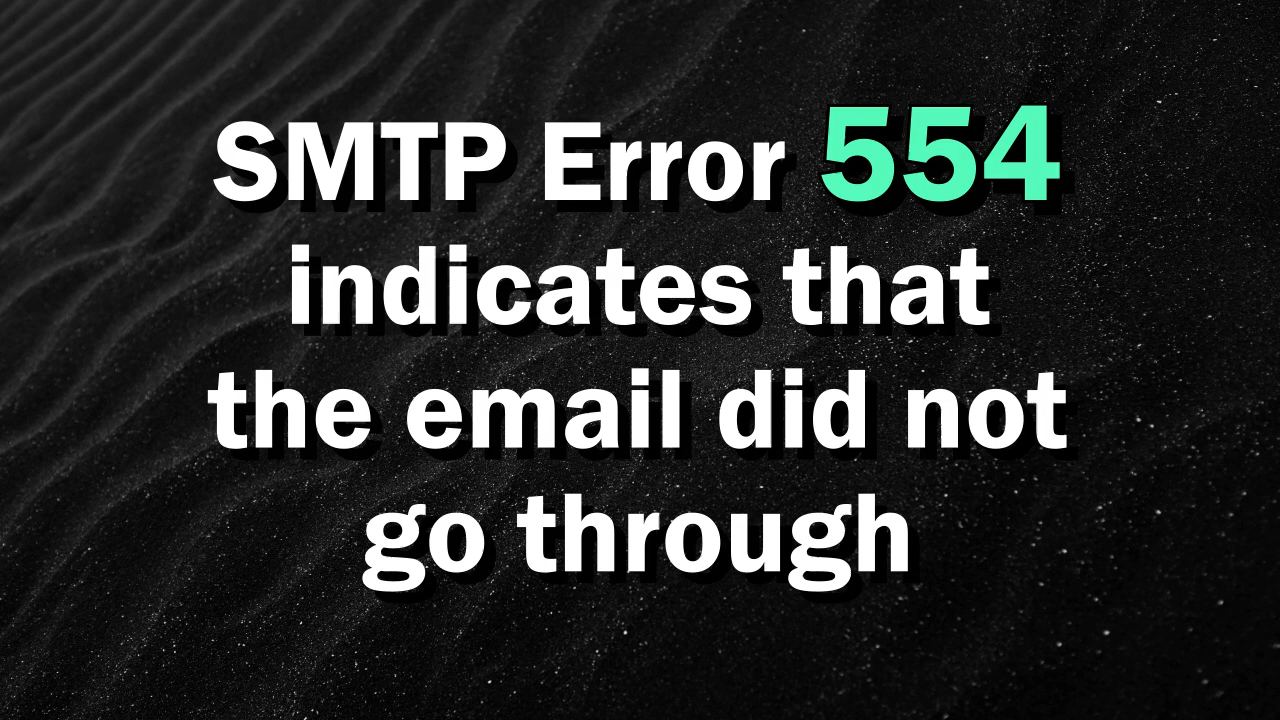 SMTP Error 554
indicates that
the email did not
go through